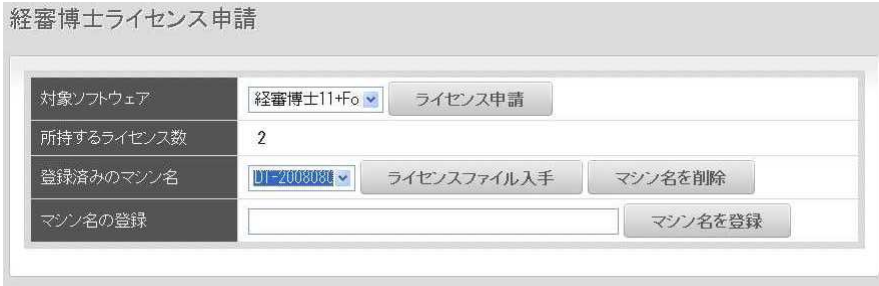 経審博士ライセンス申請
対象ソフトウェア 経審博士11+Fo ライセンス申請
所持するライセンス数 2
登録済みのマシン名 DT-2008080 ライセンスファイル入手 マシン名を削除
マシン名の登録 マシン名を登録